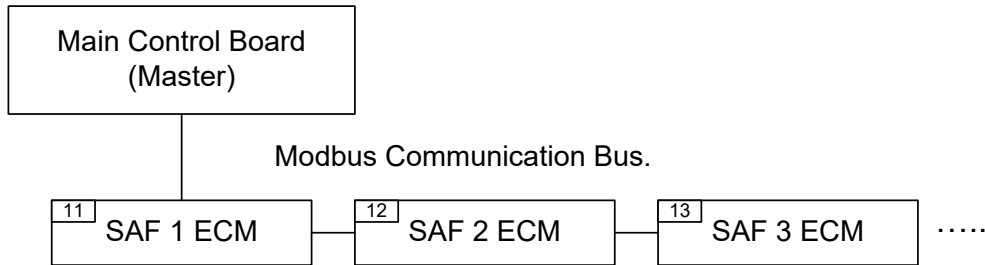 Main Control Board
(Master)
Modbus Communication Bus.
11
SAF 1 ECM
12
SAF 2 ECM
13
SAF 3 ECM
.....